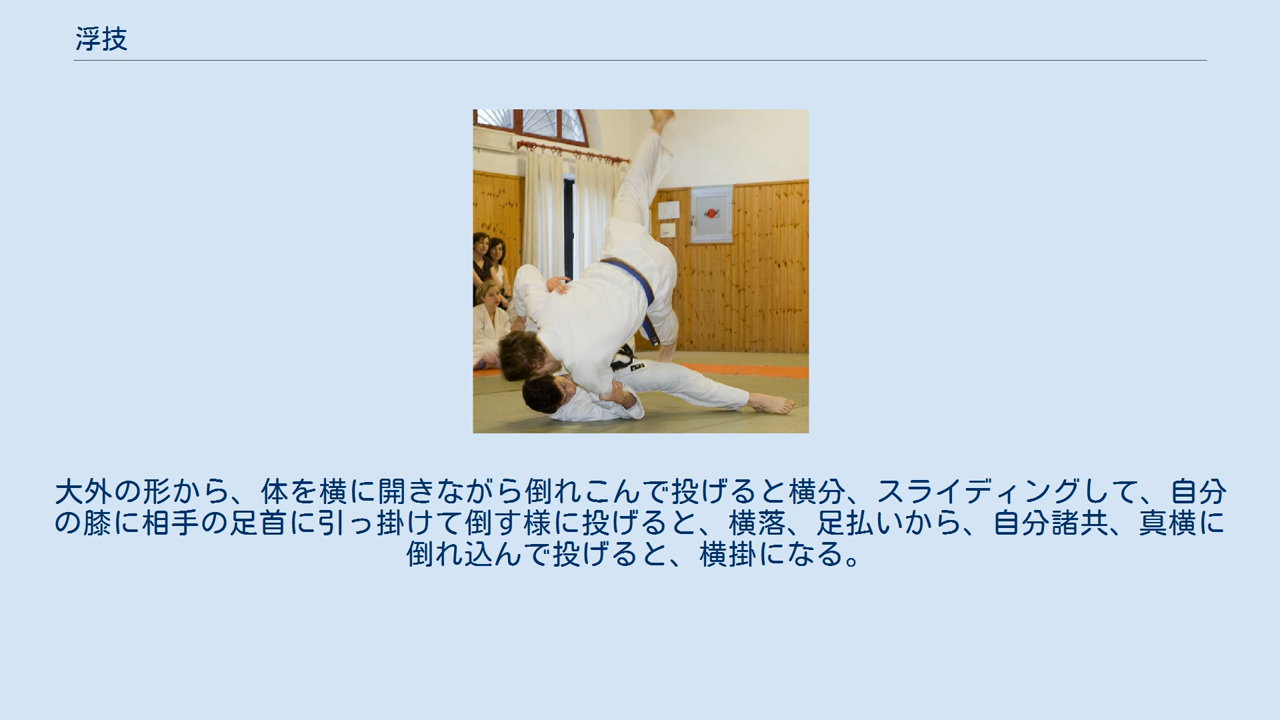 浮技
大外の形から、体を横に開きながら倒れこんで投げると横分、スライディングして、自分
の膝に相手の足首に引っ掛けて倒す様に投げると、横落、足払いから、自分諸共、真横に
倒れ込んで投げると、横掛になる。